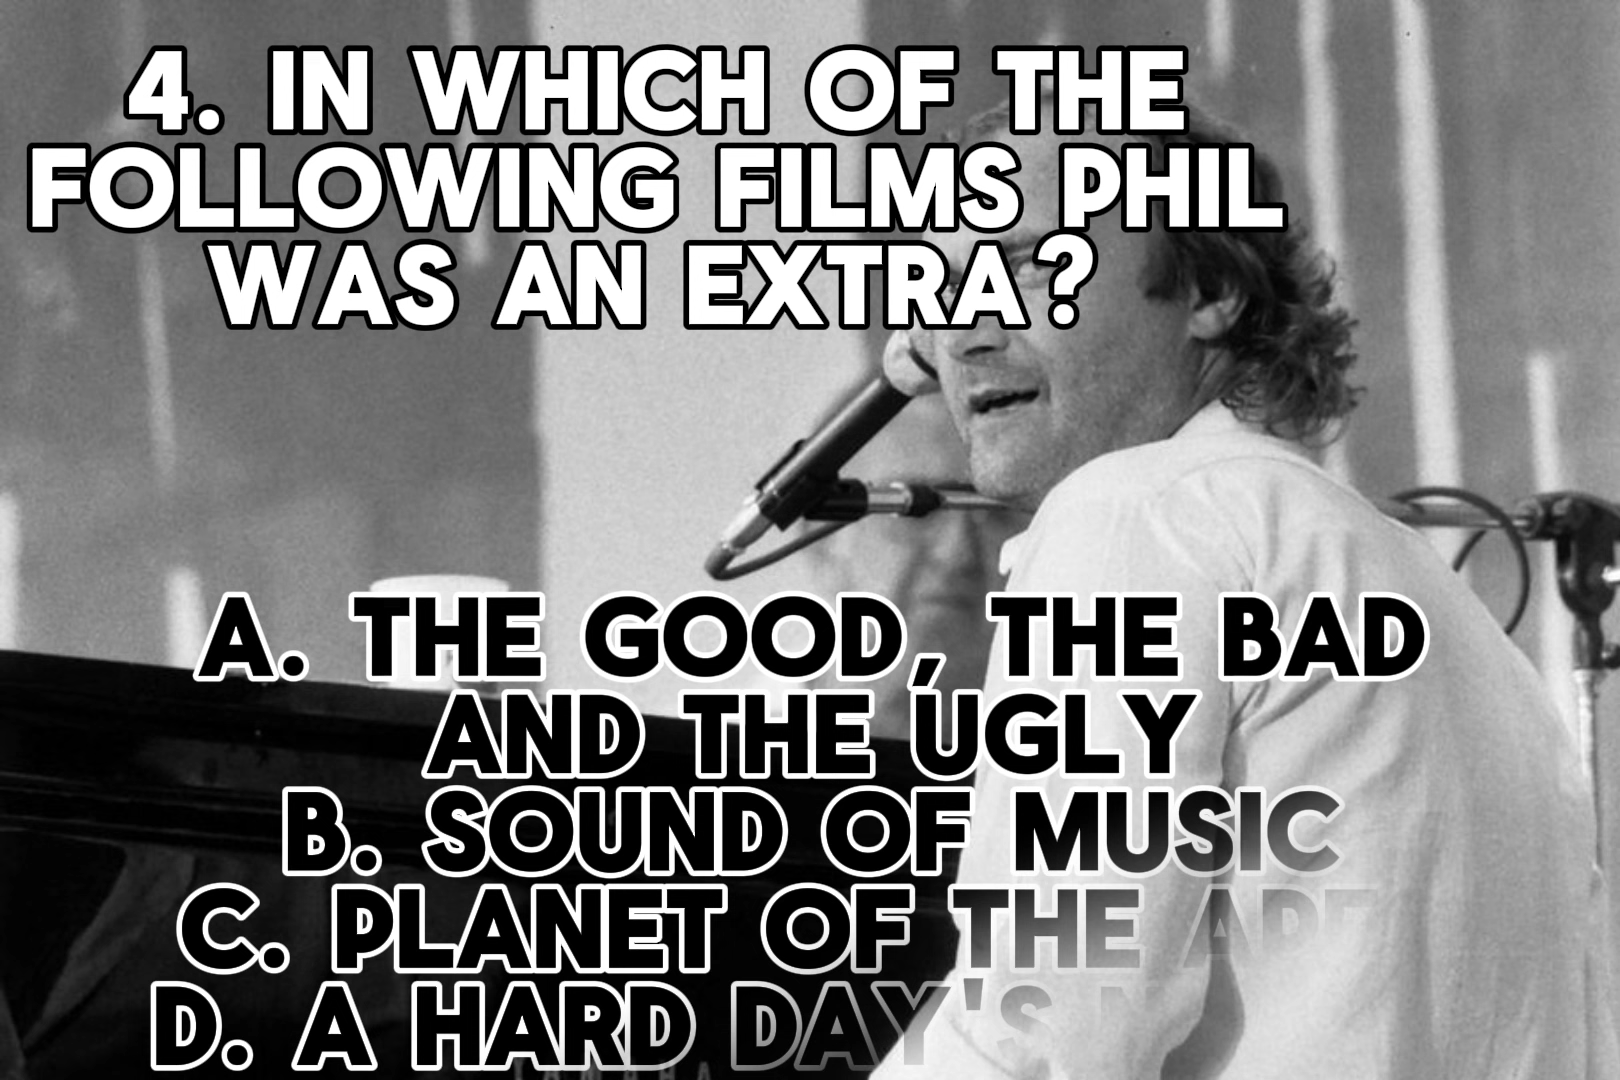 4. IN WHICH OF THE
FOLLOWING FILMS PHIL
WAS AN EXTRA?
A. THE GOOD, THE BAD
AND THE UGLY
B. SOUND OF MUSIC
C. PLANET OF THE
D. A HARD DAY'S